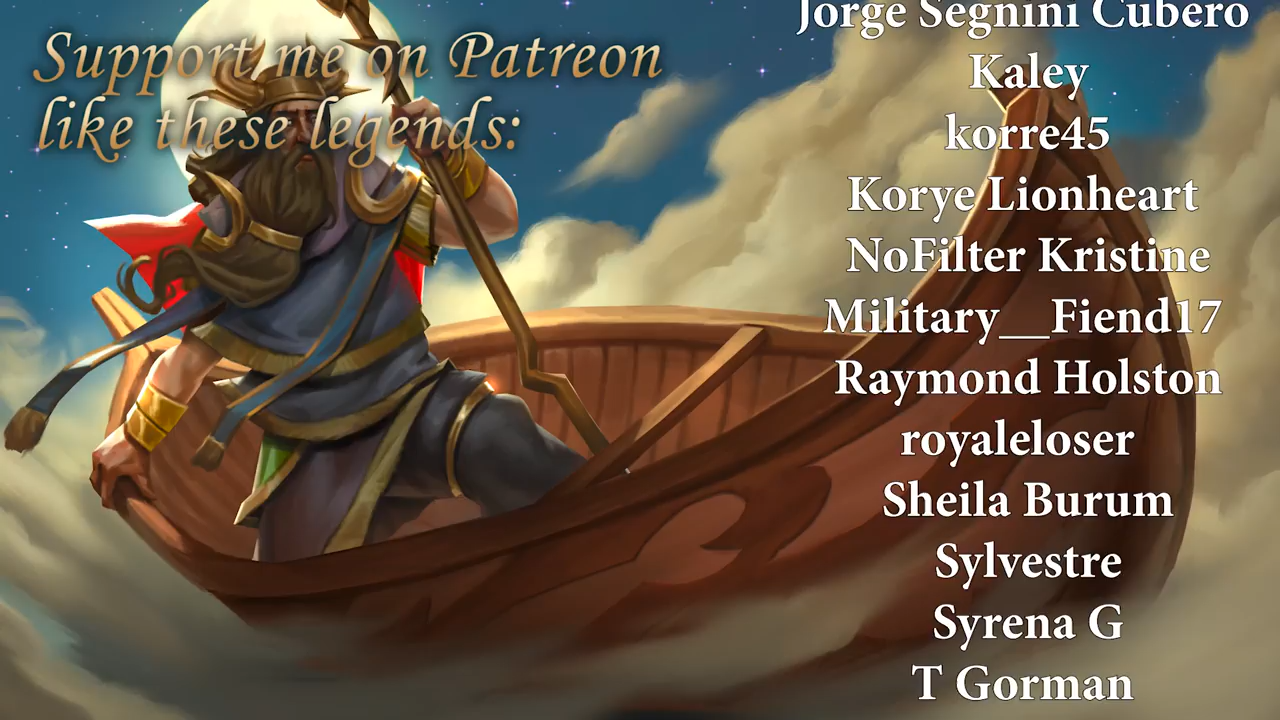 Support me on Patreon
like these legends:
Jorge Segnini Cubero
Kaley
korre45
Korye Lionheart
NoFilter Kristine
Military__Fiend17
Raymond Holston
royaleloser
Sheila Burum
Sylvestre
Syrena G
T Gorman